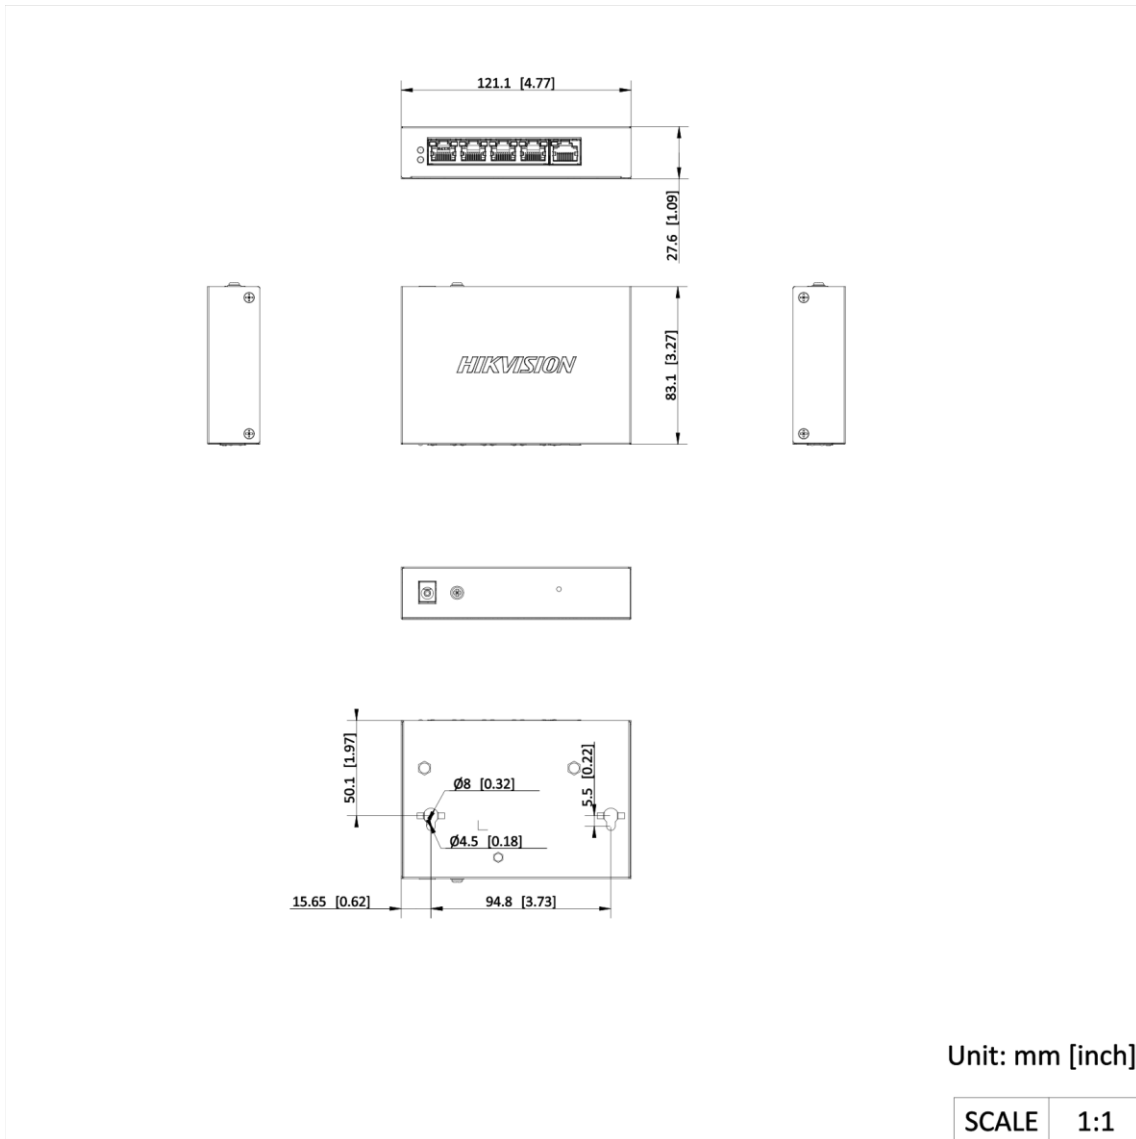 121.1 [4.77]
27.6 [1.09]
HIKVISION
83.1 [3.27]
50.1 [1.97]
Ø8 [0.32]
5.5 [0.22]
Ø4.5 [0.18]
15.65 [0.62]
94.8 [3.73]
Unit: mm [inch]
SCALE 1:1